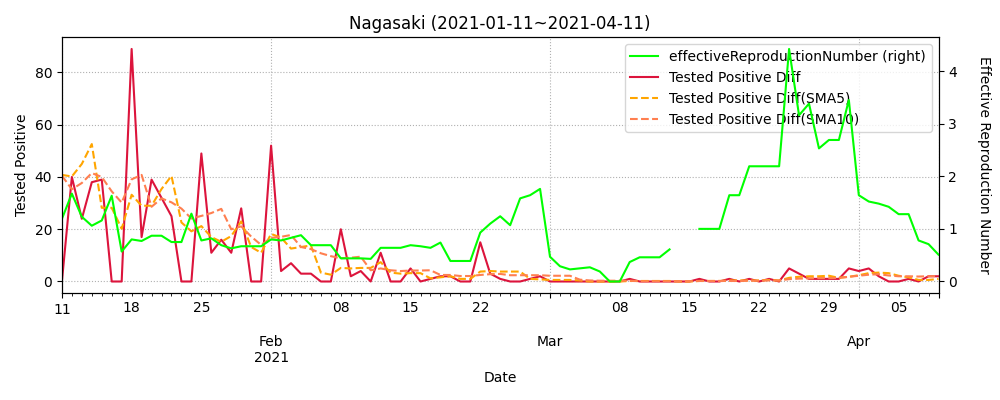 Nagasaki (2021-01-11~2021-04-11)
effectiveReproductionNumber (right)
Tested Positive Diff
Tested Positive Diff(SMA5)
Tested Positive Diff(SMA10)
Tested Positive
80
60
40
20
0
Effective Reproduction Number
4
3
2
1
0
11 18 25 08 15 22 08 15 22 29 05
Feb Mar Apr
2021
Date